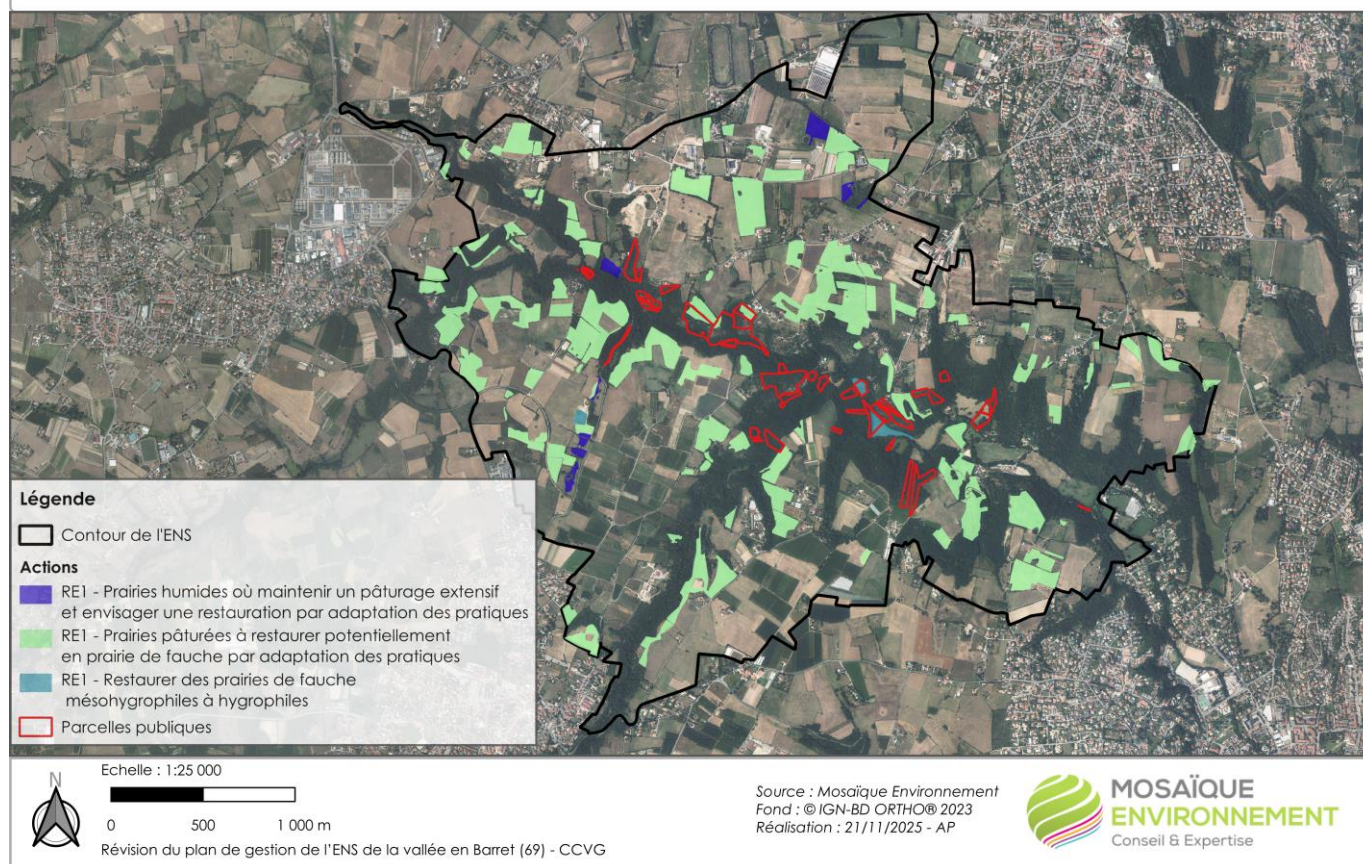 Légende
Contour de l'ENS
Actions
RE1 - Prairies humides où maintenir un pâturage extensif
et envisager une restauration par adaptation des pratiques
RE1 - Prairies pâturées à restaurer potentiellement
en prairie de fauche par adaptation des pratiques
RE1 - Restaurer des prairies de fauche
mésohygrophiles à hygrophiles
Parcelles publiques
N
Echelle : 1:25 000
0 500 1 000 m
Révision du plan de gestion de l'ENS de la vallée en Barret (69) - CCVG
Source : Mosaïque Environnement
Fond : © IGN-BD ORTHO® 2023
Réalisation : 21/11/2025 - AP
MOSAÏQUE
ENVIRONNEMENT
Conseil & Expertise